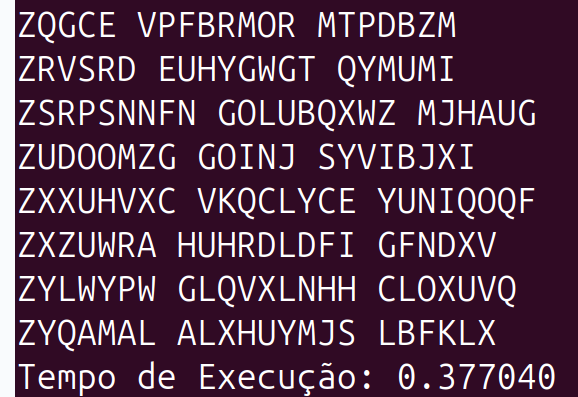 ZQGCE VPFBRMOR MTPDBZM
ZRVSRD EUHYGWGT QYMUMI
ZSRPSNNFN GOLUBQXWZ MJHAUG
ZUDOOMZG GOINJ SYVIBJXI
ZXXUHVXC VKQCLYCE YUNIQOQF
ZXZUWRA HUHRDLDFI GFNDXV
ZYLWYPW GLQVXLNHH CLOXUVQ
ZYQAMAL ALXHUYMJS LBFKLX
Tempo de Execução: 0.377040